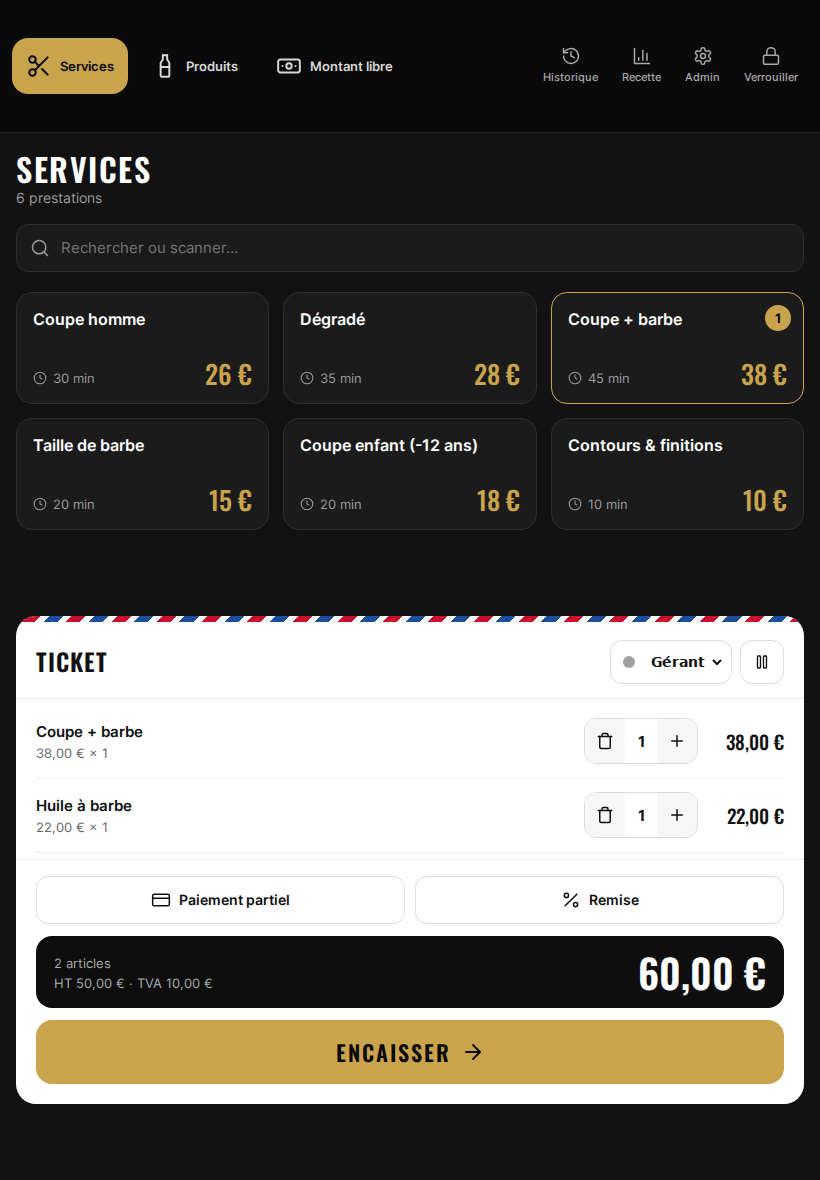 Services
Produits
Montant libre
Historique
Recette
Admin
Verrouiller
SERVICES
6 prestations
Rechercher ou scanner...
Coupe homme
30 min
26 €
Dégradé
35 min
28 €
Coupe + barbe
1
45 min
38 €
Taille de barbe
20 min
15 €
Coupe enfant (-12 ans)
20 min
18 €
Contours & finitions
10 min
10 €
TICKET
Gérant
Coupe + barbe
38,00 € × 1
1
38,00 €
Huile à barbe
22,00 € × 1
1
22,00 €
Paiement partiel
Remise
2 articles
HT 50,00 € · TVA 10,00 €
60,00 €
ENCAISSER